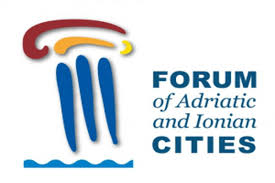 FORUM
of Adriatic
and Ionian
CITIES